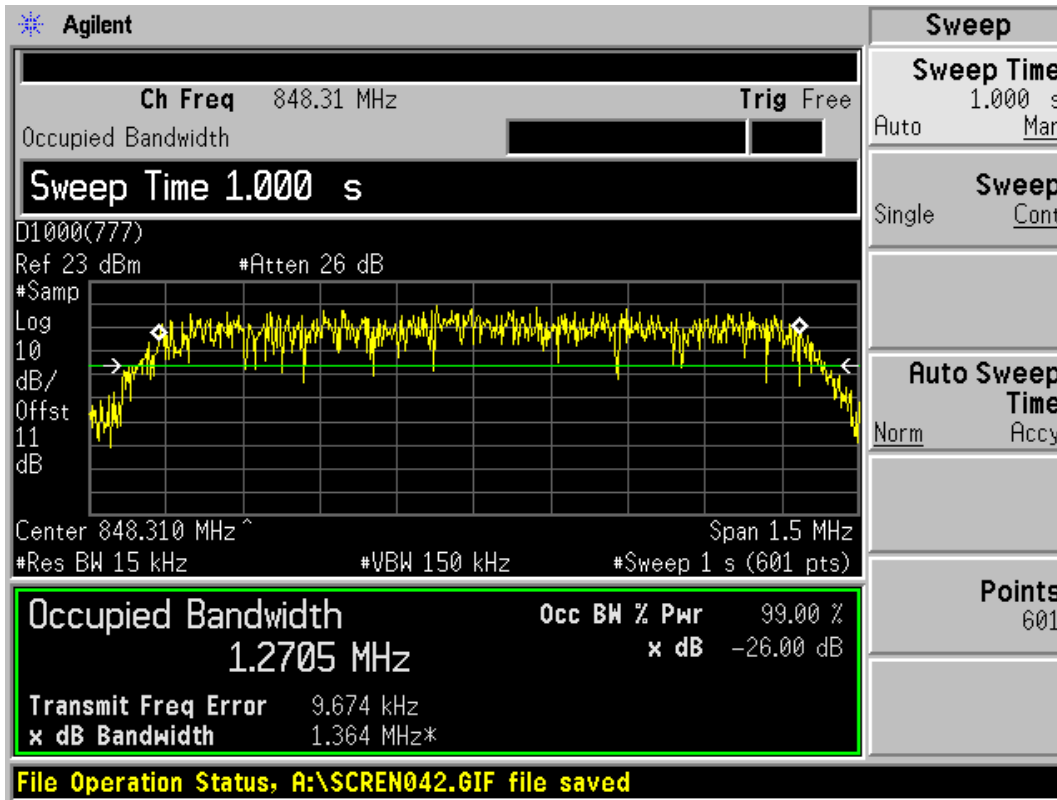 Agilent
Ch Freq 848.31 MHz Trig Free
Occupied Bandwidth
Sweep Time 1.000 s
D1000(777)
Ref 23 dBm #Atten 26 dB
#Samp
Log
10
dB/
Offst
11
dB
Center 848.310 MHz^ Span 1.5 MHz
#Res BW 15 kHz #VBW 150 kHz #Sweep 1 s (601 pts)
Occupied Bandwidth Occ BW % Pwr 99.00 %
1.2705 MHz x dB -26.00 dB
Transmit Freq Error 9.674 kHz
x dB Bandwidth 1.364 MHz*
File Operation Status, A:\SCREN042.GIF file saved
Sweep
Sweep Time
1.000 s
Auto Man
Sweep
Single Cont
Auto Sweep
Time
Norm Accy
Points
601